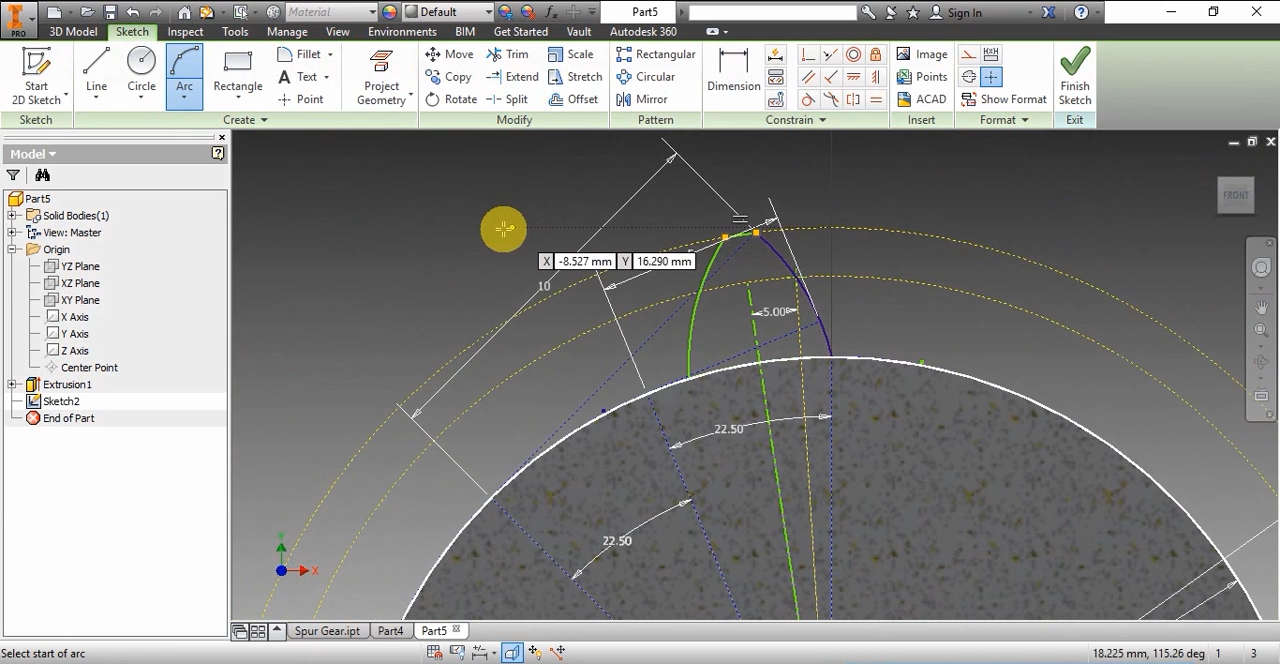 Material
Default
Part5
Sign In
PRO
3D Model Sketch Inspect Tools Manage View Environments BIM Get Started Vault Autodesk 360
Start
2D Sketch
Line
Circle
Arc
Rectangle
Fillet
Text
Point
Project
Geometry
Move
Copy
Rotate
Trim
Extend
Split
Scale
Stretch
Offset
Rectangular
Circular
Mirror
Dimension
Image
Points
ACAD
Show Format
Finish
Sketch
Sketch Create Modify Pattern Constrain Insert Format Exit
Model
Part5
Solid Bodies(1)
View: Master
Origin
YZ Plane
XZ Plane
XY Plane
X Axis
Y Axis
Z Axis
Center Point
Extrusion1
Sketch2
End of Part
FRONT
X -8.527 mm Y 16.290 mm
10
5.00
22.50
22.50
X
Spur Gear.ipt Part4 Part5
Select start of arc
18.225 mm, 115.26 deg 1 3